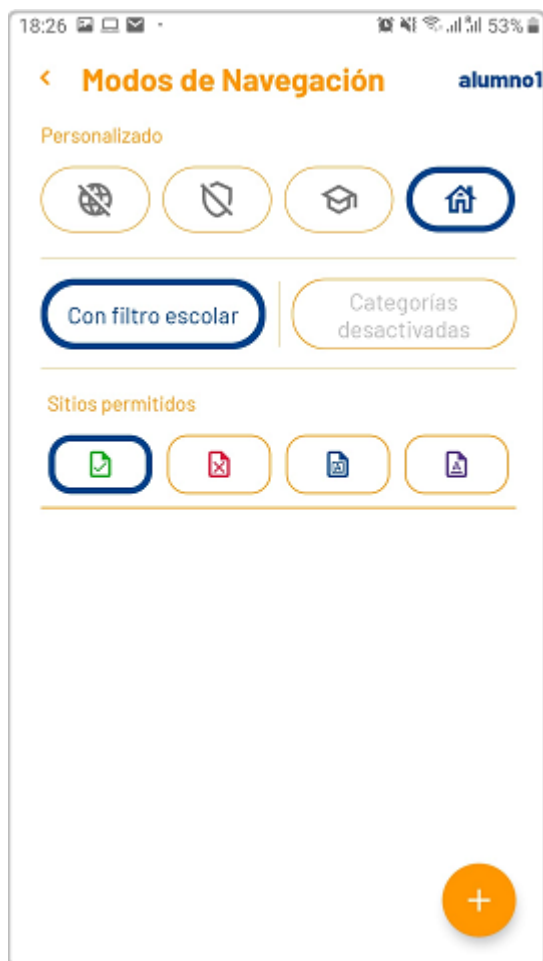 18:26 53%
Modos de Navegación alumno1
Personalizado
Con filtro escolar
Categorías
desactivadas
Sitios permitidos